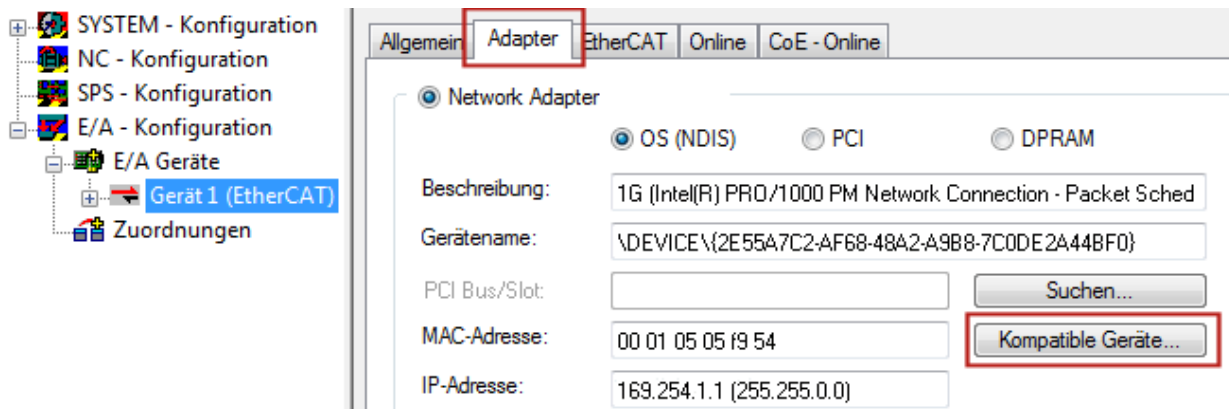 SYSTEM - Konfiguration
NC - Konfiguration
SPS - Konfiguration
E/A - Konfiguration
E/A Geräte
Gerät 1 (EtherCAT)
Zuordnungen
Allgemein Adapter EtherCAT Online CoE - Online
Network Adapter
OS (NDIS) PCI DPRAM
Beschreibung: 1G (Intel(R) PRO/1000 PM Network Connection - Packet Sched
Gerätename: \DEVICE\{2E55A7C2-AF68-48A2-A9B8-7C0DE2A44BF0}
PCI Bus/Slot: Suchen...
MAC-Adresse: 00 01 05 05 f9 54 Kompatible Geräte...
IP-Adresse: 169.254.1.1 (255.255.0.0)